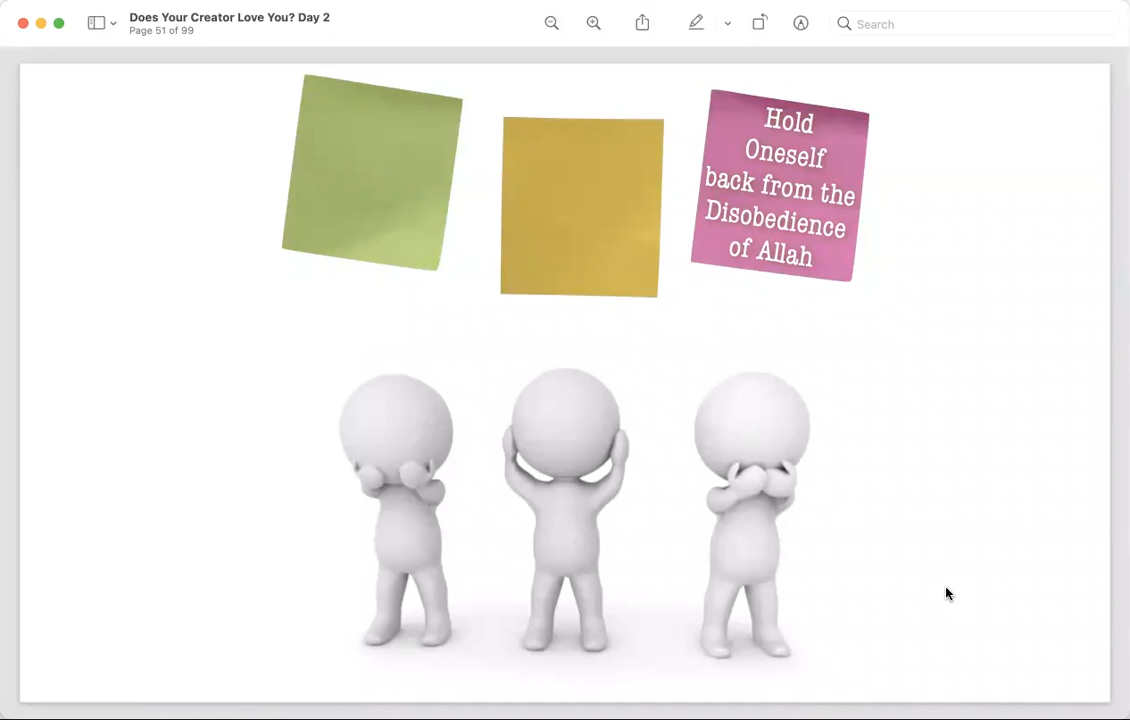 Does Your Creator Love You? Day 2
Page 51 of 99
Search
Hold
Oneself
back from the
Disobedience
of Allah